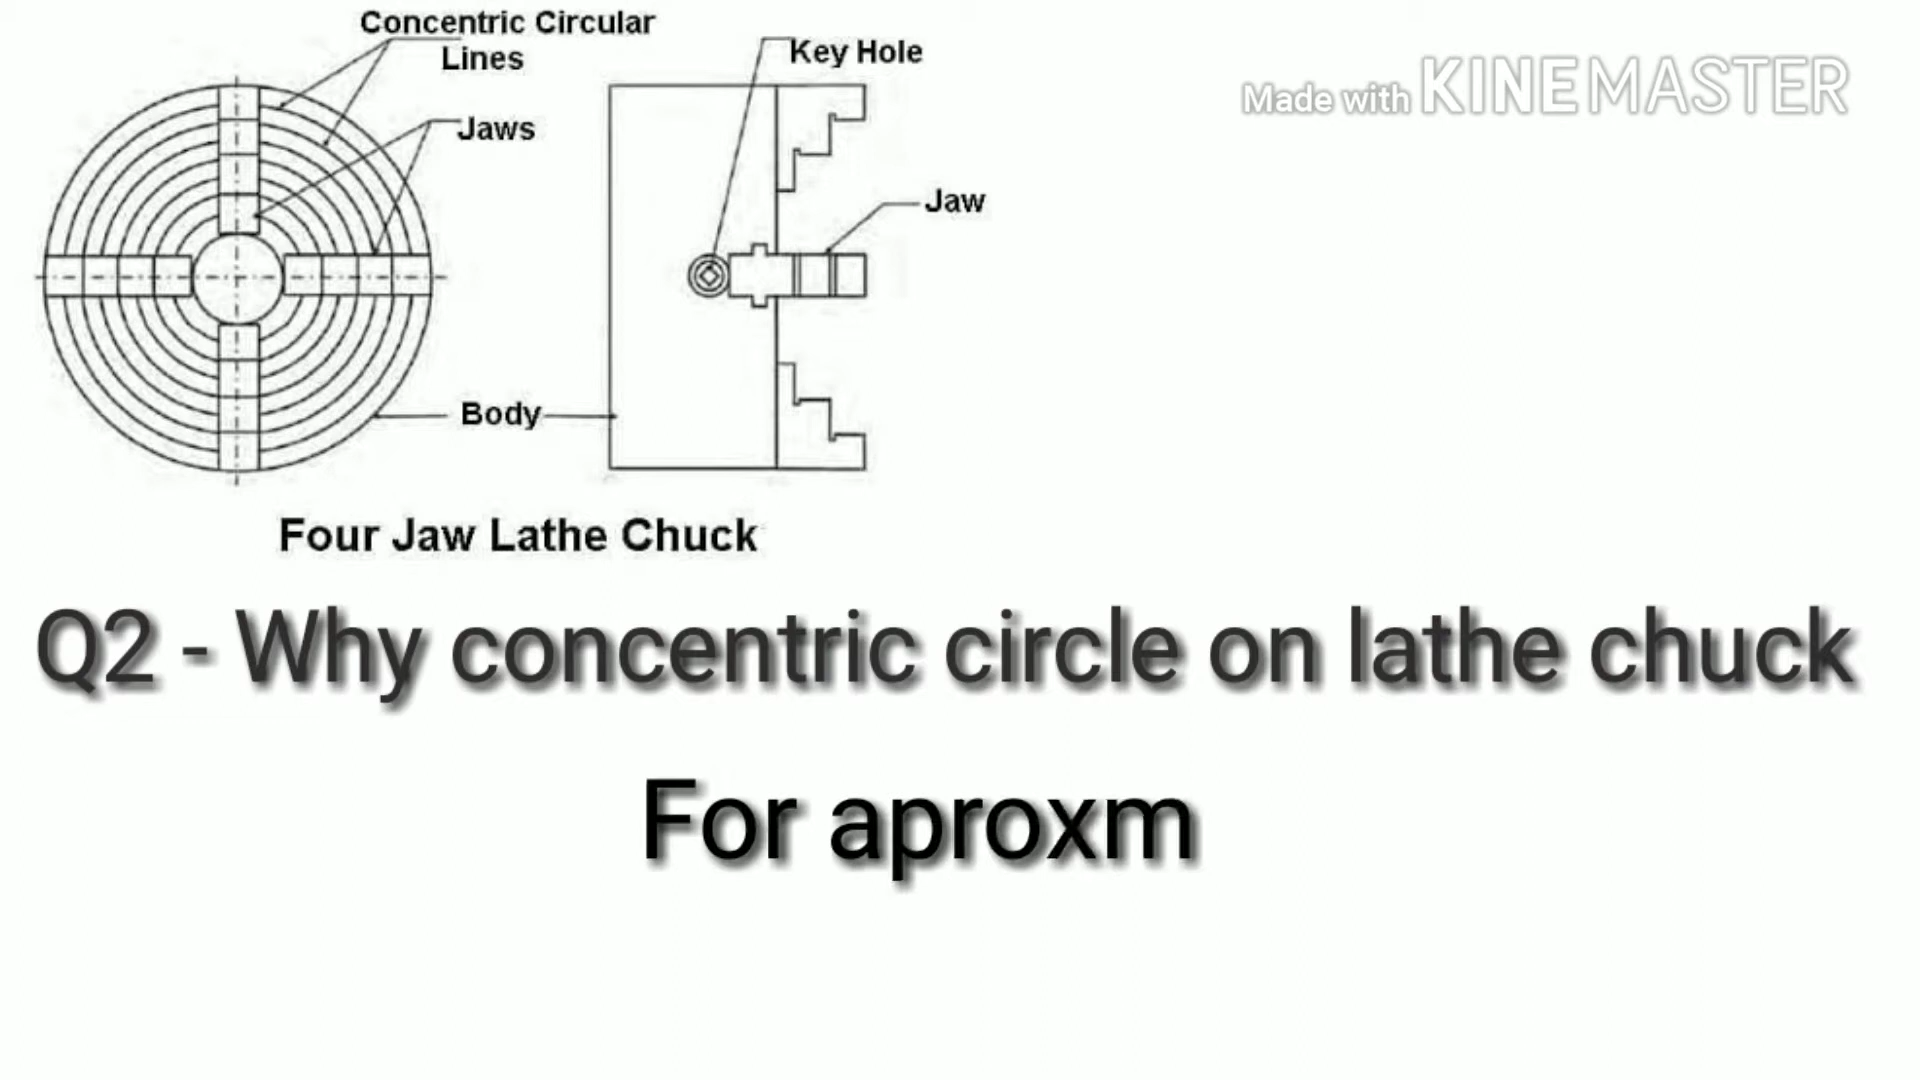 Concentric Circular
Lines
Key Hole
Made with KINEMASTER
Jaws
Jaw
Body
Four Jaw Lathe Chuck
Q2 - Why concentric circle on lathe chuck
For aproxm